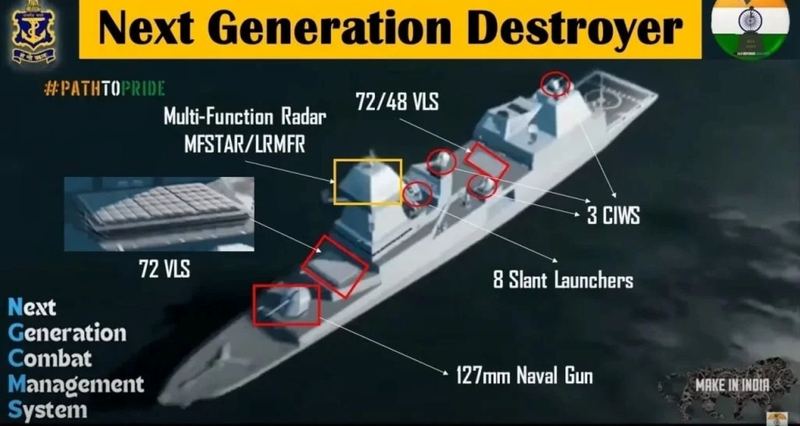 Next Generation Destroyer
#PATHTOPRIDE
Multi-Function Radar
MFSTAR/LRMFR
72/48 VLS
3 CIWS
72 VLS
8 Slant Launchers
127mm Naval Gun
Next
Generation
Combat
Management
System
MAKE IN INDIA